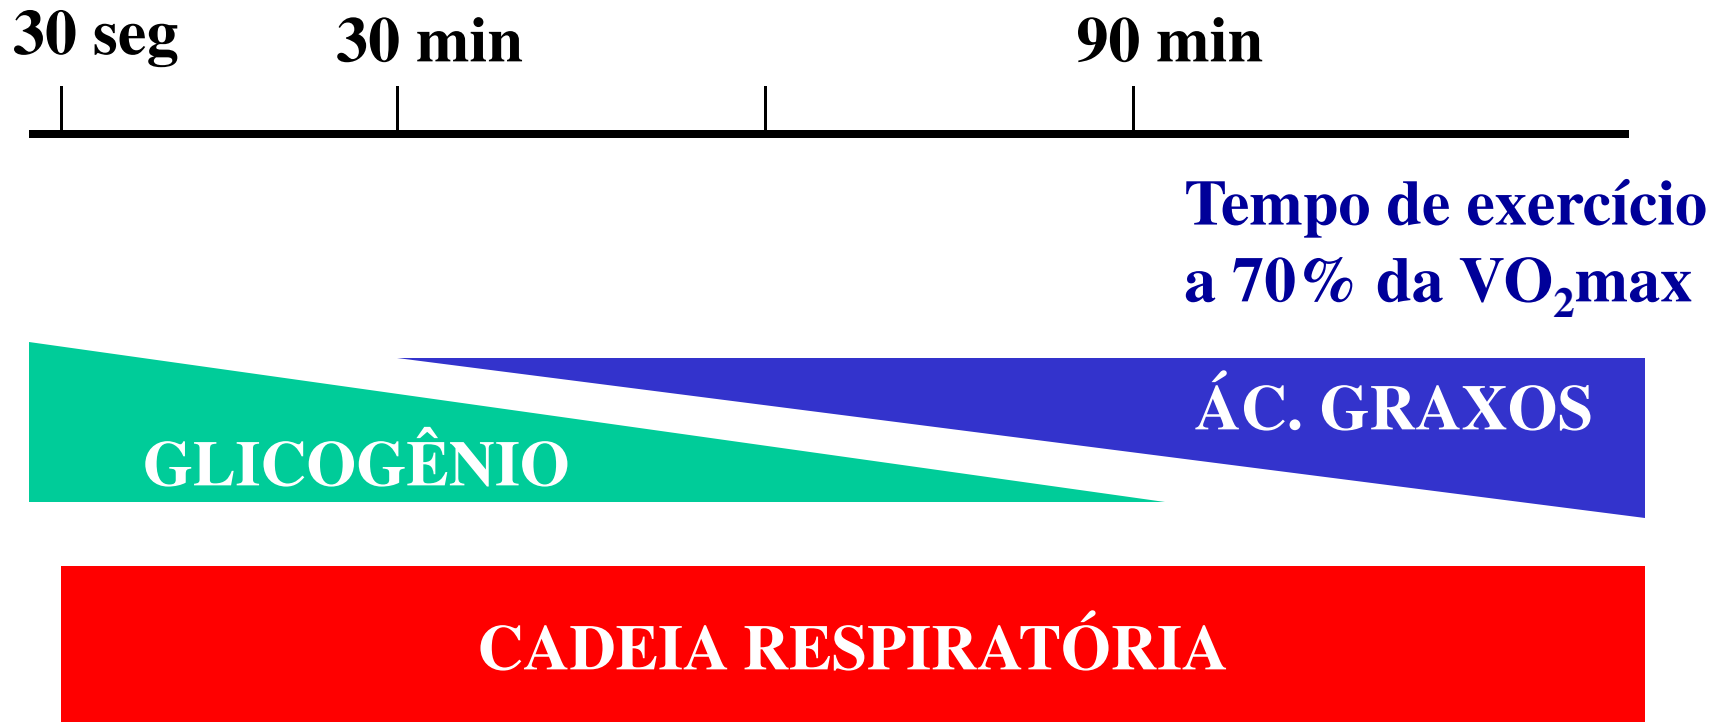 30 seg
30 min
90 min
Tempo de exercício
a 70% da VO₂max
ÁC. GRAXOS
GLICOGÊNIO
CADEIA RESPIRATÓRIA